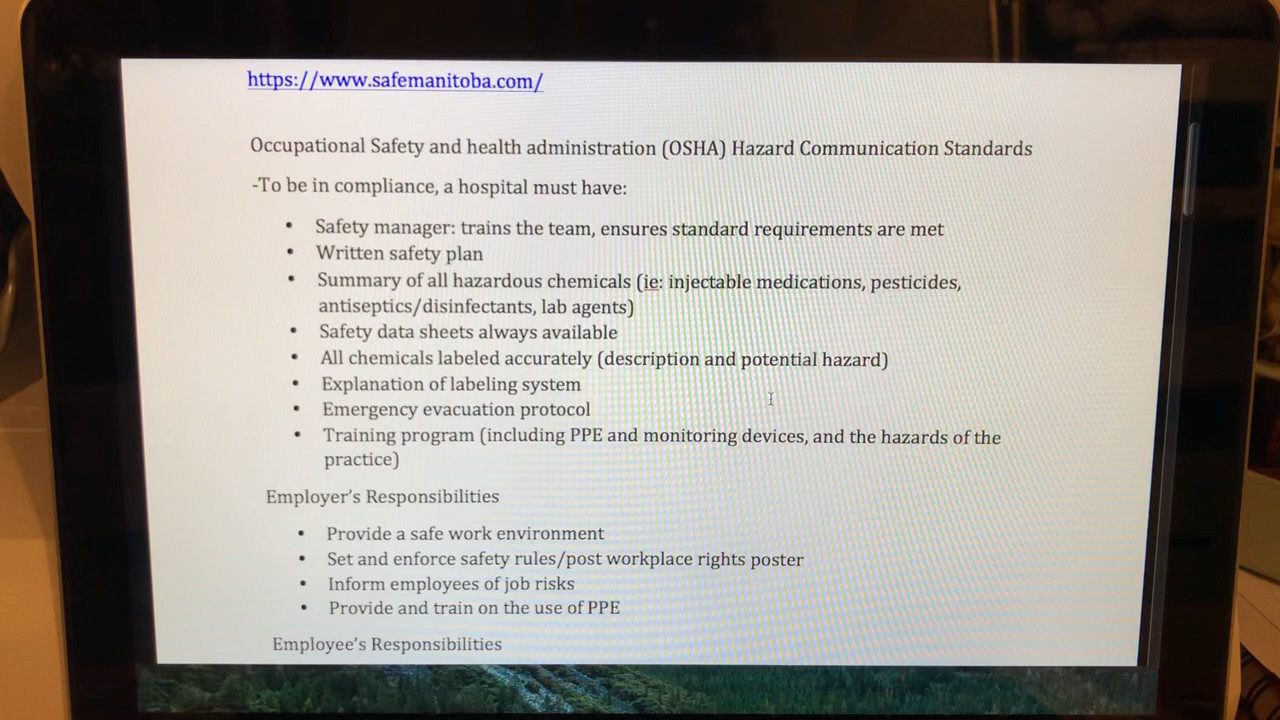 https://www.safemanitoba.com/
Occupational Safety and health administration (OSHA) Hazard Communication Standards
-To be in compliance, a hospital must have:
• Safety manager: trains the team, ensures standard requirements are met
• Written safety plan
• Summary of all hazardous chemicals (ie: injectable medications, pesticides,
antiseptics/disinfectants, lab agents)
• Safety data sheets always available
• All chemicals labeled accurately (description and potential hazard)
• Explanation of labeling system
• Emergency evacuation protocol
• Training program (including PPE and monitoring devices, and the hazards of the
practice)
Employer's Responsibilities
• Provide a safe work environment
• Set and enforce safety rules/post workplace rights poster
• Inform employees of job risks
• Provide and train on the use of PPE
Employee's Responsibilities